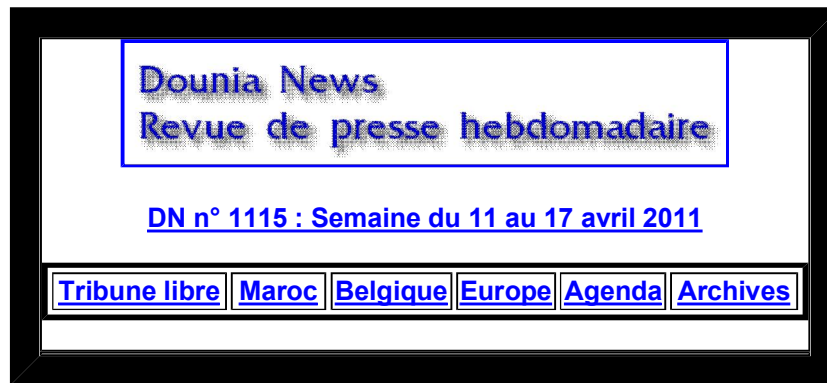 Dounia News
Revue de presse hebdomadaire
DN n° 1115 : Semaine du 11 au 17 avril 2011
Tribune libre Maroc Belgique Europe Agenda Archives